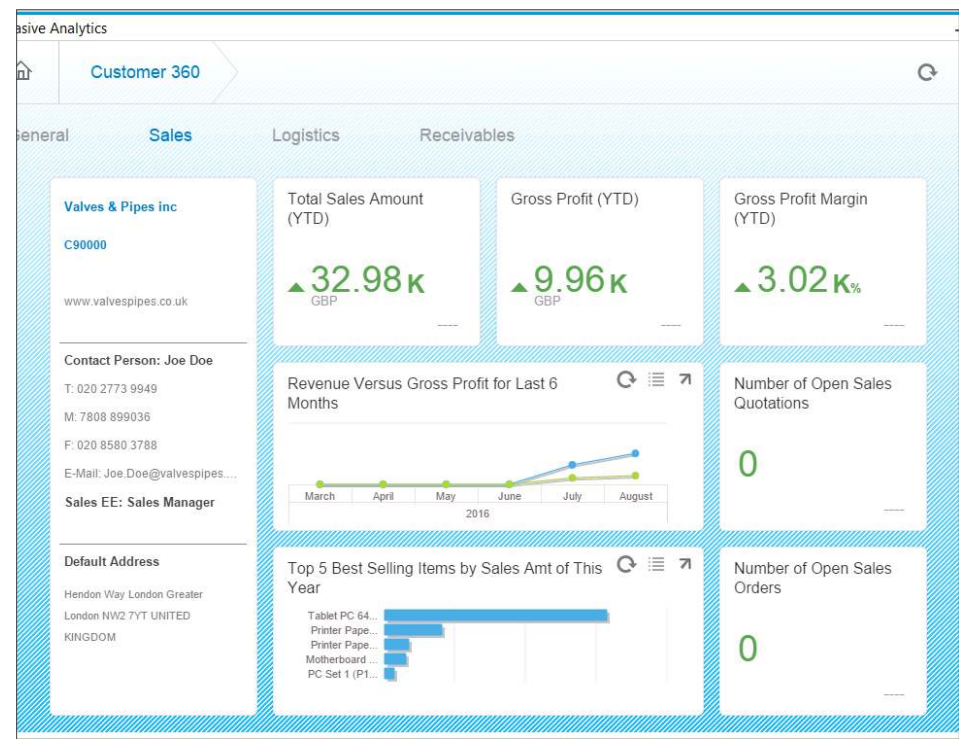 asive Analytics
Customer 360
General
Sales
Logistics
Receivables
Valves & Pipes inc
C90000
www.valvespipes.co.uk
Contact Person: Joe Doe
T: 020 2773 9949
M: 7808 899036
F: 020 8580 3788
E-Mail: Joe.Doe@valvespipes....
Sales EE: Sales Manager
Default Address
Hendon Way London Greater
London NW2 7YT UNITED
KINGDOM
Total Sales Amount
(YTD)
32.98 K
GBP
----
Gross Profit (YTD)
9.96 K
GBP
----
Gross Profit Margin
(YTD)
3.02 K%
----
Revenue Versus Gross Profit for Last 6
Months
March April May June July August
2016
Number of Open Sales
Quotations
0
----
Top 5 Best Selling Items by Sales Amt of This
Year
Tablet PC 64...
Printer Pape...
Printer Pape...
Motherboard ...
PC Set 1 (P1...
Number of Open Sales
Orders
0
----